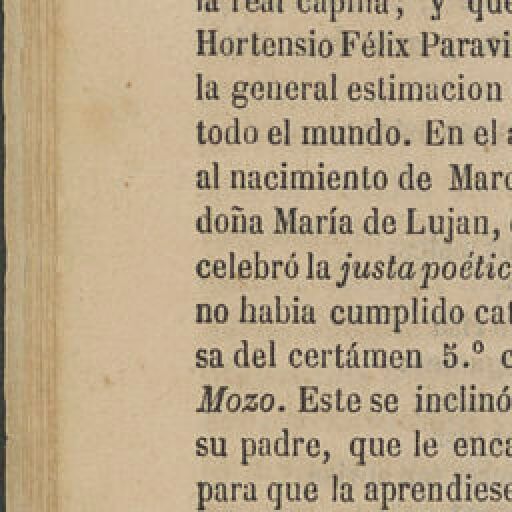 la real capilla, y que
Hortensio Félix Paravi
la general estimacion
todo el mundo. En el a
al nacimiento de Marc
doña María de Lujan,
celebró la justa poétic
no habia cumplido cat
sa del certámen 5.º c
Mozo. Este se inclinó
su padre, que le enca
para que la aprendiese